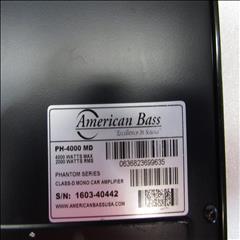 American Bass
Excellence In Sound
PH-4000 MD
4000 WATTS MAX
2000 WATTS RMS
0636823699635
PHANTOM SERIES
CLASS-D MONO CAR AMPLIFIER
S/N: 1603-40442
WWW.AMERICANBASSUSA.COM